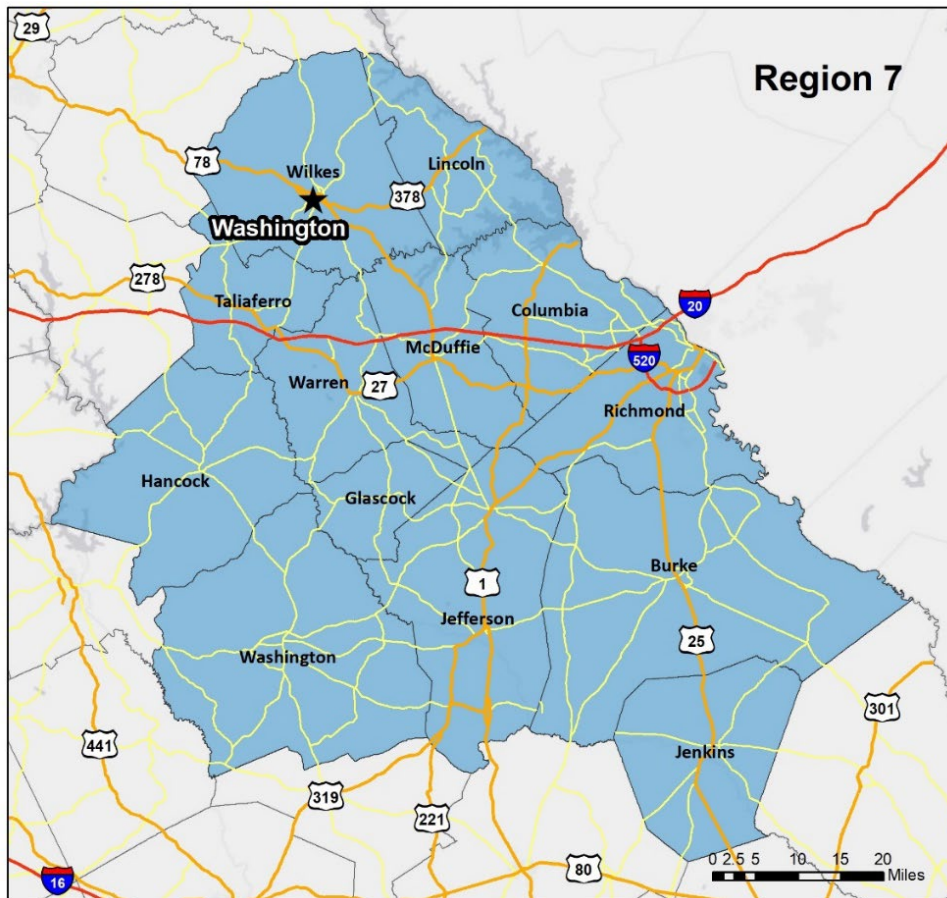 29
Region 7
78
Wilkes
Lincoln
378
Washington
278
Taliaferro
Columbia
20
McDuffie
520
Warren
27
Richmond
Hancock
Glascock
Burke
1
Jefferson
25
Washington
301
441
Jenkins
319
221
80
0 2.5 5 10 15 20
Miles
16